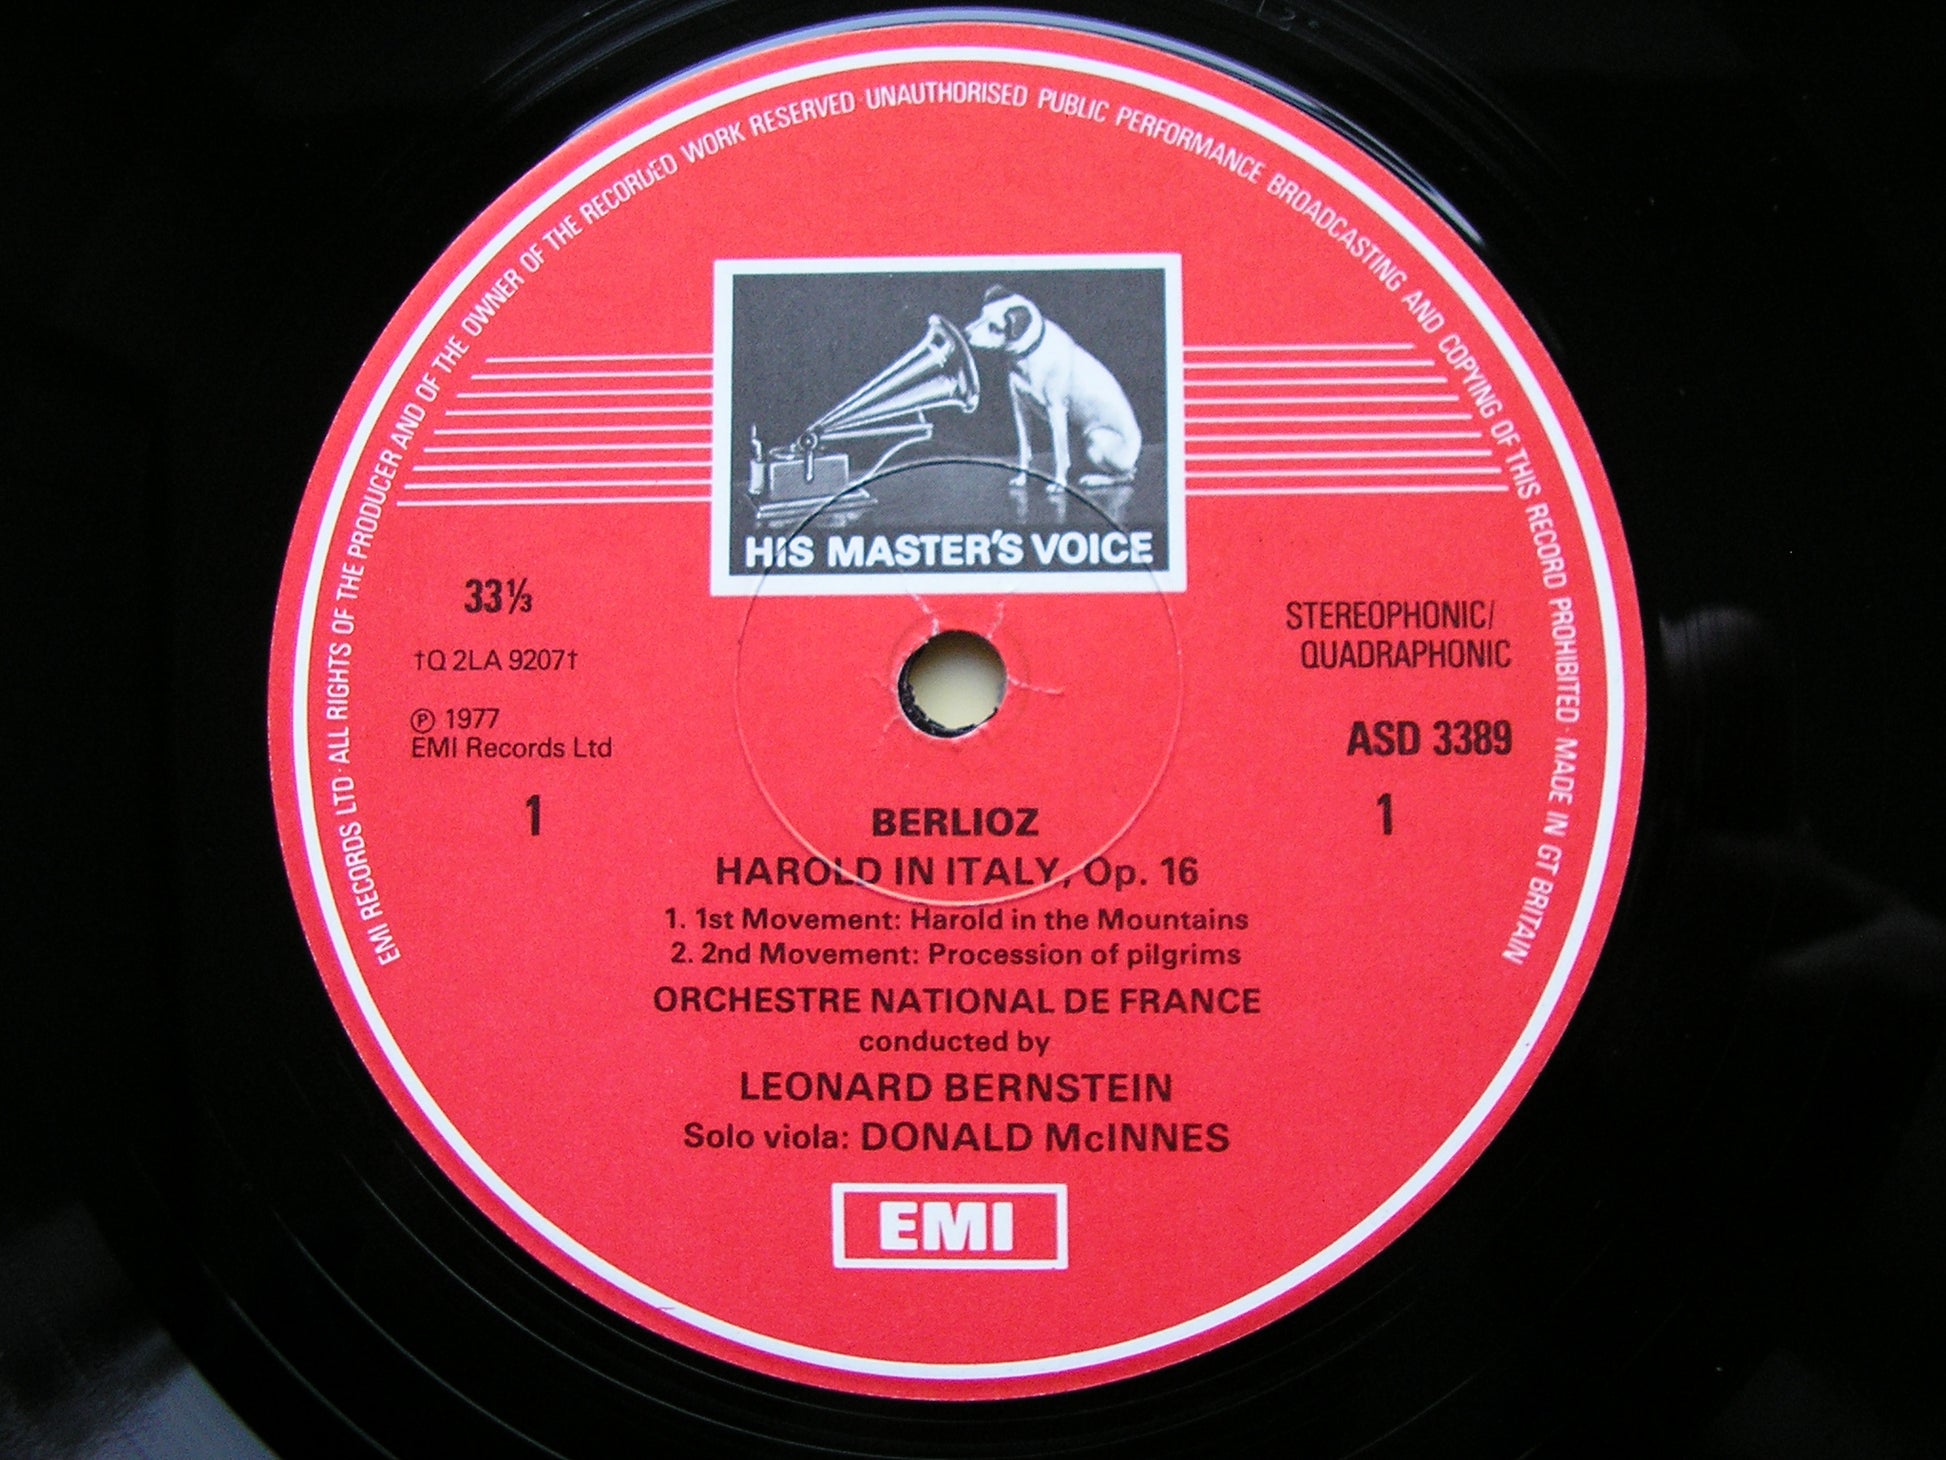 EMI RECORDS LTD · ALL RIGHTS OF THE PRODUCER AND OF THE OWNER OF THE RECORDED WORK RESERVED · UNAUTHORISED PUBLIC PERFORMANCE BROADCASTING AND COPYING OF THIS RECORD PROHIBITED · MADE IN GT BRITAIN
HIS MASTER'S VOICE
33⅓
†Q 2LA 9207†
℗ 1977
EMI Records Ltd
1
STEREOPHONIC/
QUADRAPHONIC
ASD 3389
1
BERLIOZ
HAROLD IN ITALY, Op. 16
1. 1st Movement: Harold in the Mountains
2. 2nd Movement: Procession of pilgrims
ORCHESTRE NATIONAL DE FRANCE
conducted by
LEONARD BERNSTEIN
Solo viola: DONALD McINNES
EMI